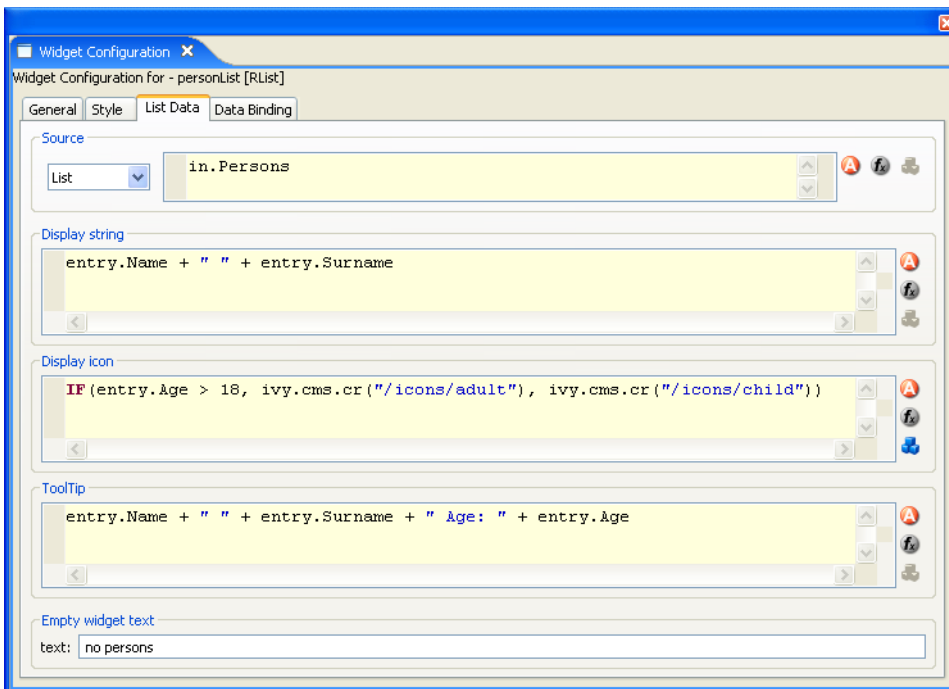 Widget Configuration
Widget Configuration for - personList [RList]
General Style List Data Data Binding
Source
List in.Persons
Display string
entry.Name + " " + entry.Surname
Display icon
IF(entry.Age > 18, ivy.cms.cr("/icons/adult"), ivy.cms.cr("/icons/child"))
ToolTip
entry.Name + " " + entry.Surname + " Age: " + entry.Age
Empty widget text
text: no persons